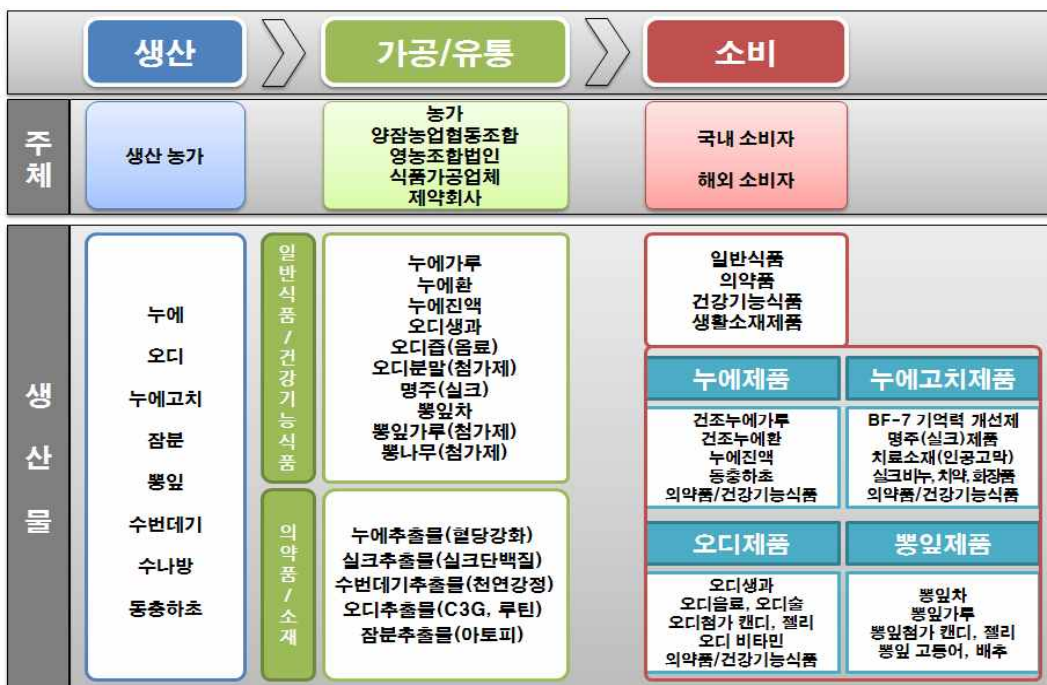 생산
가공/유통
소비
주체
생산 농가
농가
양잠농업협동조합
영농조합법인
식품가공업체
제약회사
국내 소비자
해외 소비자
생산물
누에
오디
누에고치
잠분
뽕잎
수번데기
수나방
동충하초
일반식품/건강기능식품
누에가루
누에환
누에진액
오디생과
오디즙(음료)
오디분말(첨가제)
명주(실크)
뽕잎차
뽕잎가루(첨가제)
뽕나무(첨가제)
의약품/소재
누에추출물(혈당강화)
실크추출물(실크단백질)
수번데기추출물(천연강정)
오디추출물(C3G, 루틴)
잠분추출물(아토피)
일반식품
의약품
건강기능식품
생활소재제품
누에제품
건조누에가루
건조누에환
누에진액
동충하초
의약품/건강기능식품
누에고치제품
BF-7 기억력 개선제
명주(실크)제품
치료소재(인공고막)
실크비누, 치약, 화장품
의약품/건강기능식품
오디제품
오디생과
오디음료, 오디술
오디첨가 캔디, 젤리
오디 비타민
의약품/건강기능식품
뽕잎제품
뽕잎차
뽕잎가루
뽕잎첨가 캔디, 젤리
뽕잎 고등어, 배추